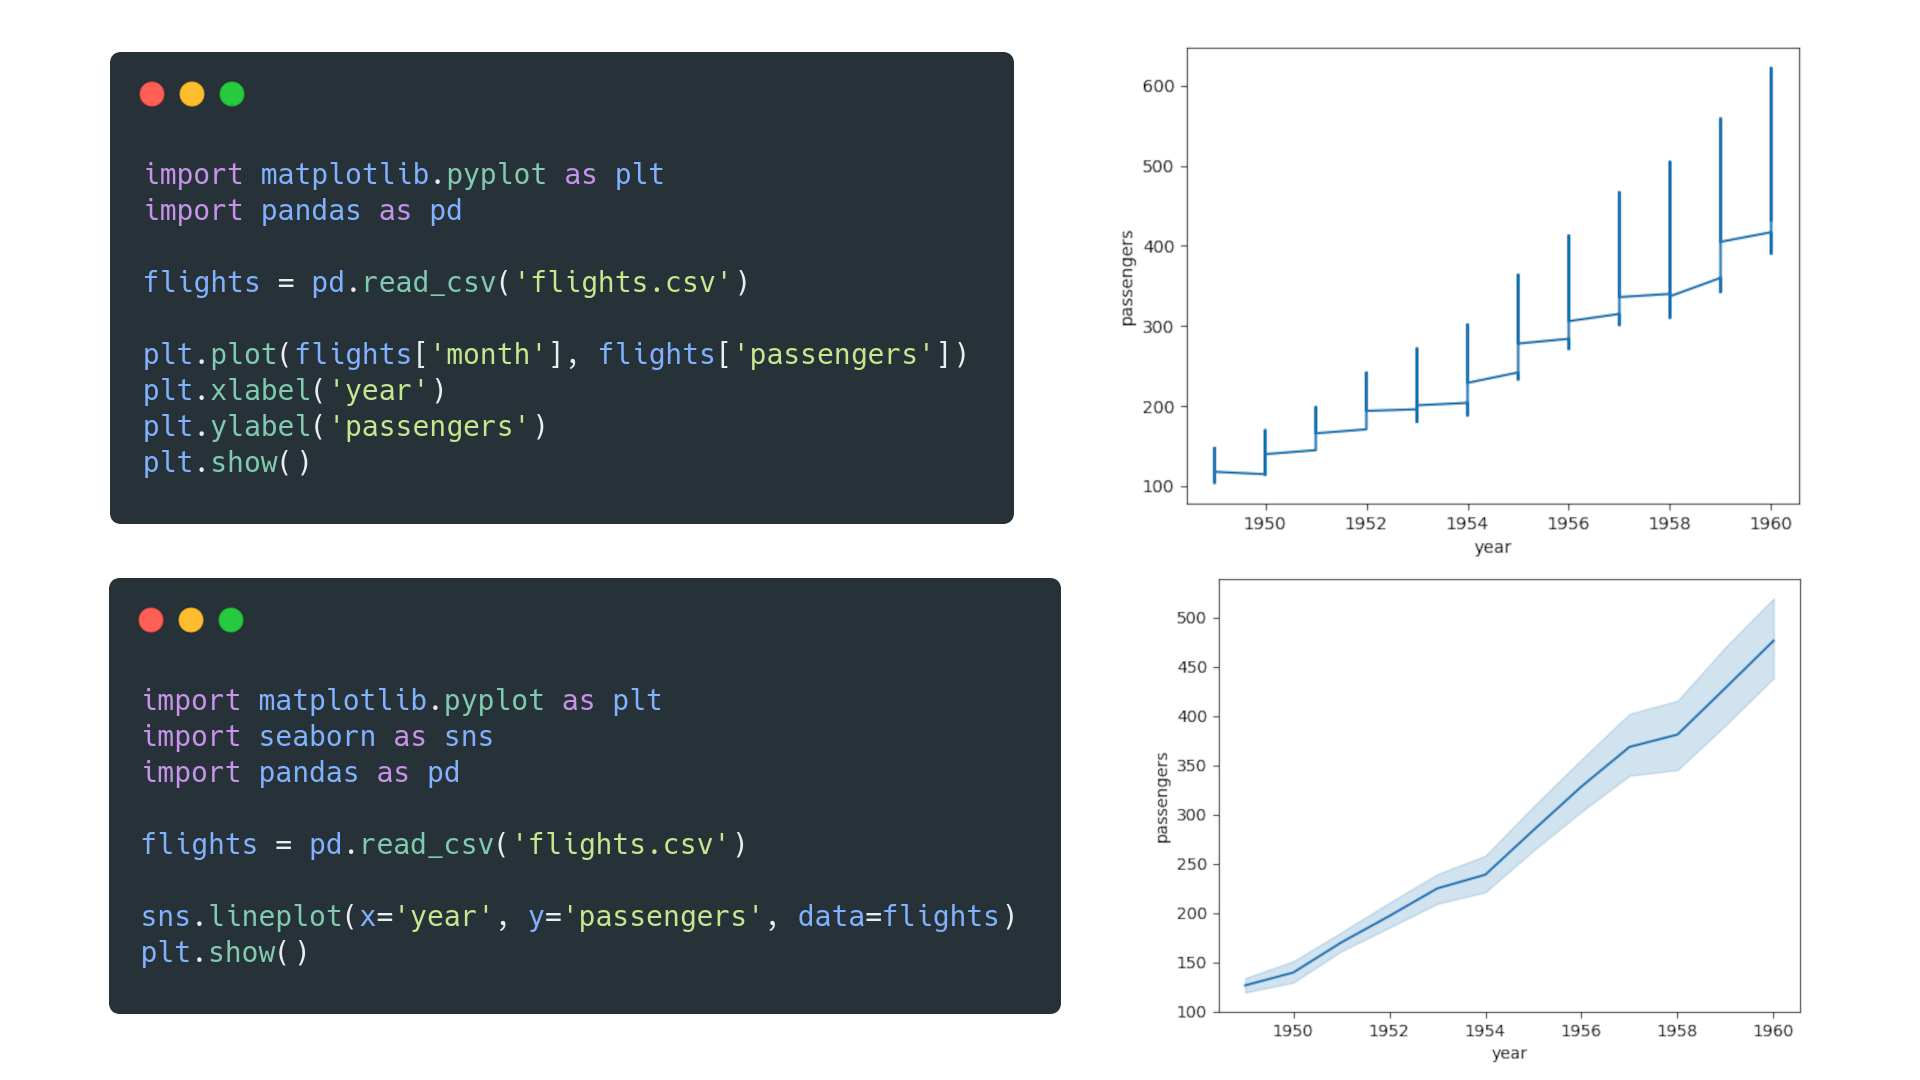 import matplotlib.pyplot as plt
import pandas as pd
flights = pd.read_csv('flights.csv')
plt.plot(flights['month'], flights['passengers'])
plt.xlabel('year')
plt.ylabel('passengers')
plt.show()
600
500
400
300
200
100
passengers
1950 1952 1954 1956 1958 1960
year
import matplotlib.pyplot as plt
import seaborn as sns
import pandas as pd
flights = pd.read_csv('flights.csv')
sns.lineplot(x='year', y='passengers', data=flights)
plt.show()
500
450
400
350
300
250
200
150
100
passengers
1950 1952 1954 1956 1958 1960
year